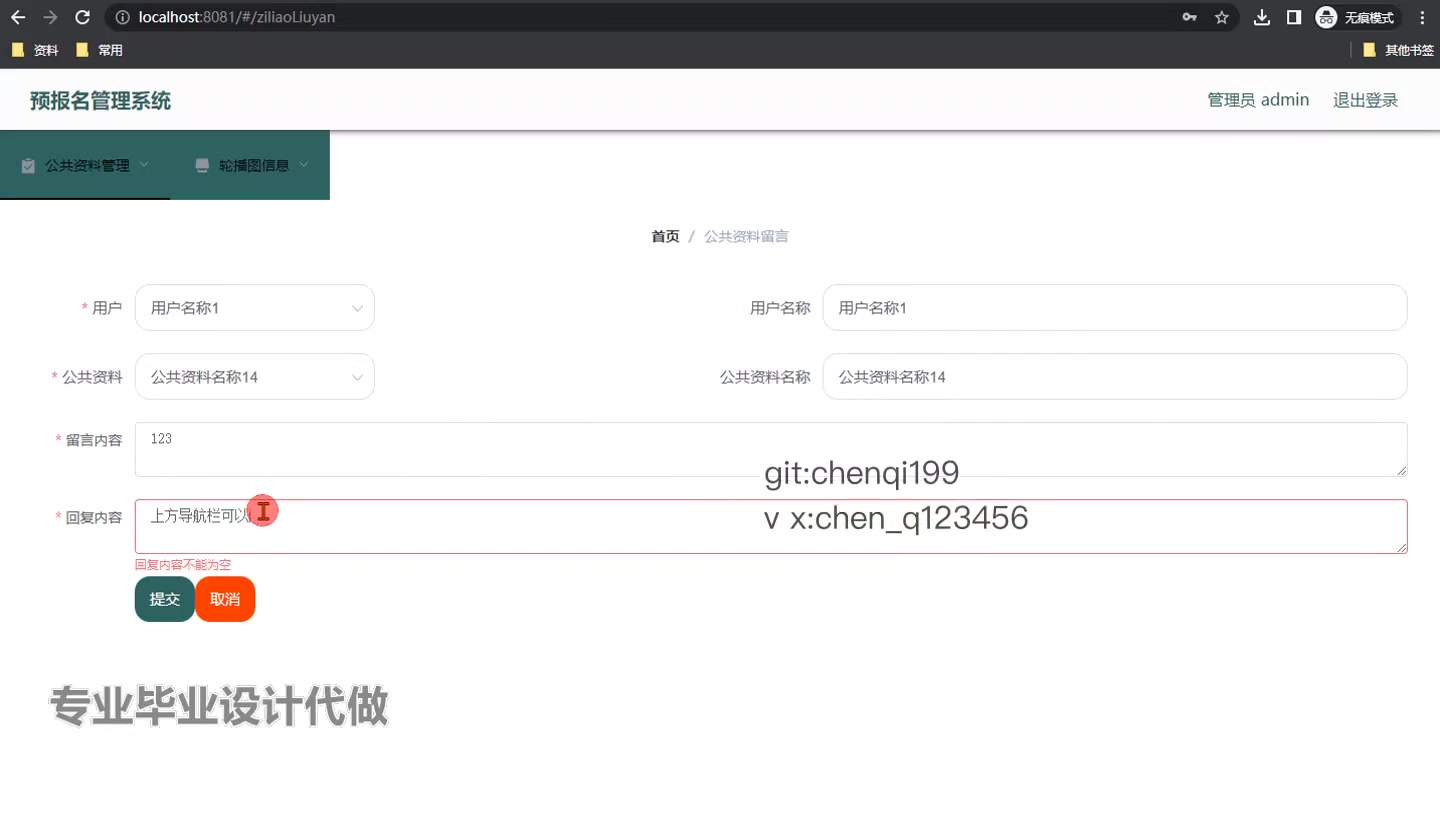 localhost:8081/#/ziliaoLiuyan
无痕模式
资料
常用
其他书签
预报名管理系统
管理员 admin
退出登录
公共资料管理
轮播图信息
首页 / 公共资料留言
* 用户
用户名称1
用户名称
用户名称1
* 公共资料
公共资料名称14
公共资料名称
公共资料名称14
* 留言内容
123
git:chenqi199
* 回复内容
上方导航栏可以
v x:chen_q123456
回复内容不能为空
提交
取消
专业毕业设计代做